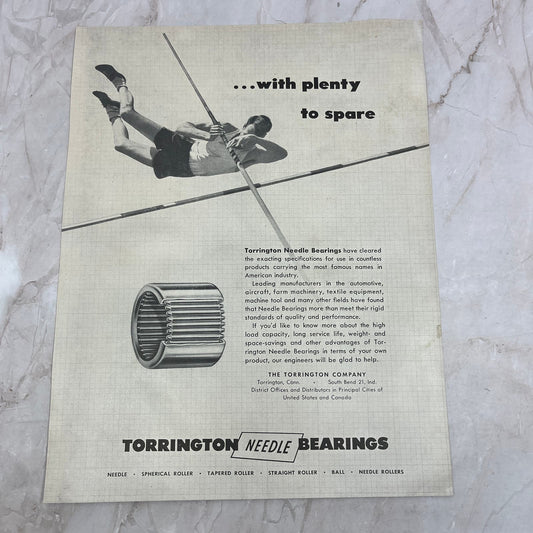 ...with plenty
to spare
Torrington Needle Bearings have cleared
the exacting specifications for use in countless
products carrying the most famous names in
American industry.
Leading manufacturers in the automotive,
aircraft, farm machinery, textile equipment,
machine tool and many other fields have found
that Needle Bearings more than meet their rigid
standards of quality and performance.
If you'd like to know more about the high
load capacity, long service life, weight- and
space-savings and other advantages of Tor-
rington Needle Bearings in terms of your own
product, our engineers will be glad to help.
THE TORRINGTON COMPANY
Torrington, Conn. • South Bend 21, Ind.
District Offices and Distributors in Principal Cities of
United States and Canada
TORRINGTON NEEDLE BEARINGS
NEEDLE • SPHERICAL ROLLER • TAPERED ROLLER • STRAIGHT ROLLER • BALL • NEEDLE ROLLERS